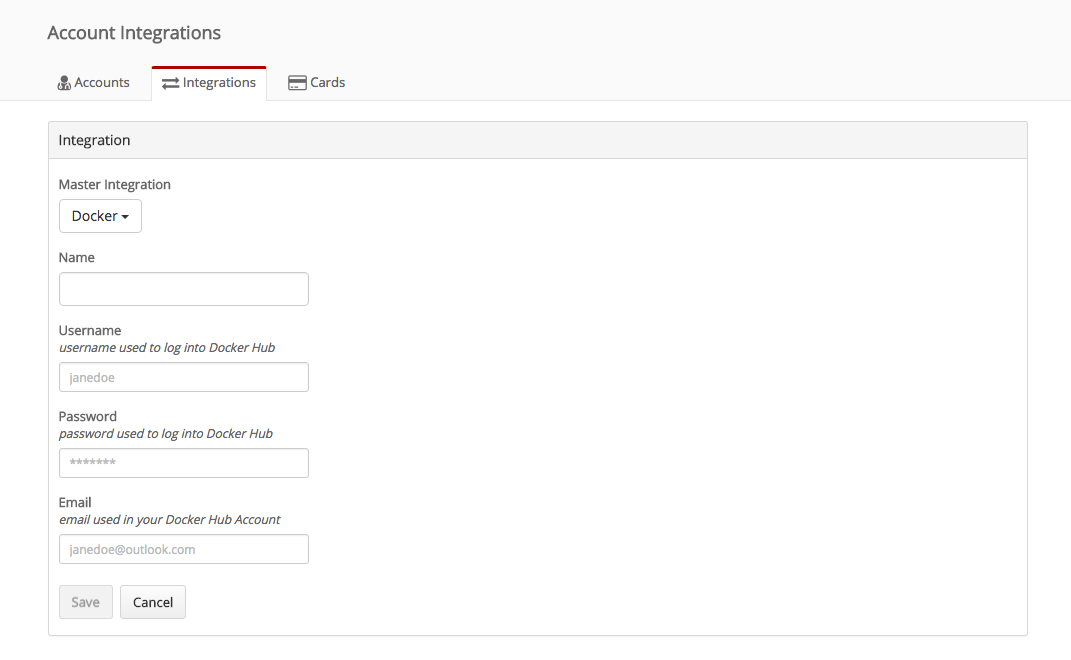 Account Integrations
Accounts Integrations Cards
Integration
Master Integration
Docker
Name
Username
username used to log into Docker Hub
janedoe
Password
password used to log into Docker Hub
*******
Email
email used in your Docker Hub Account
janedoe@outlook.com
Save Cancel